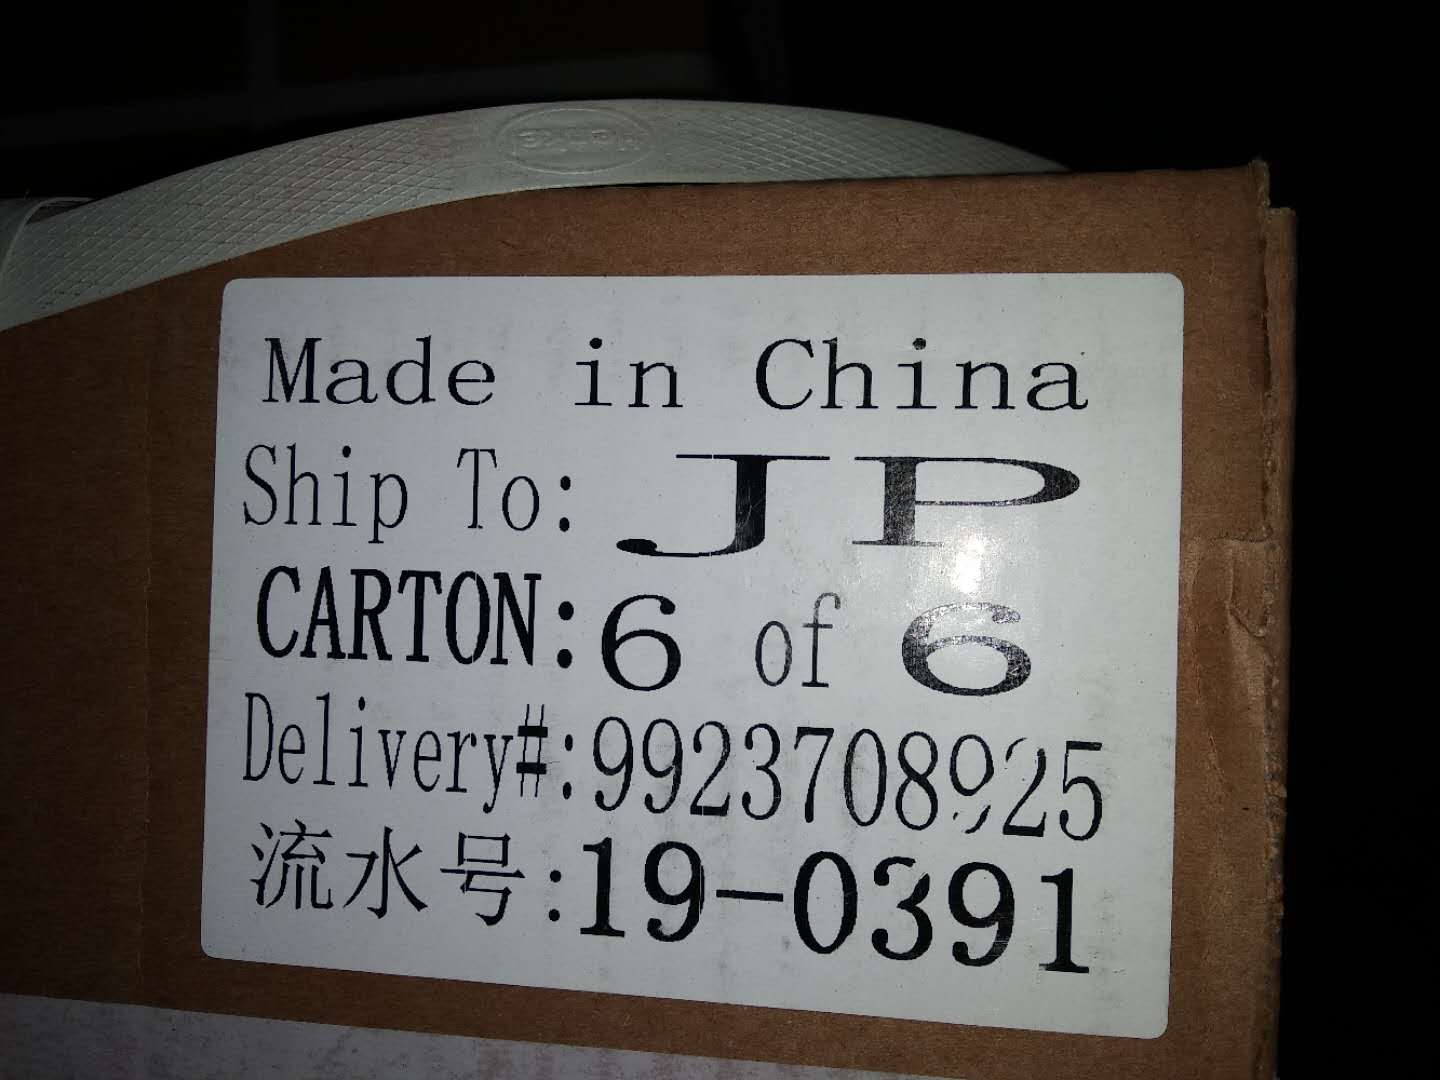 Made in China
Ship To: JP
CARTON:6 of 6
Delivery#:9923708925
流水号:19-0391